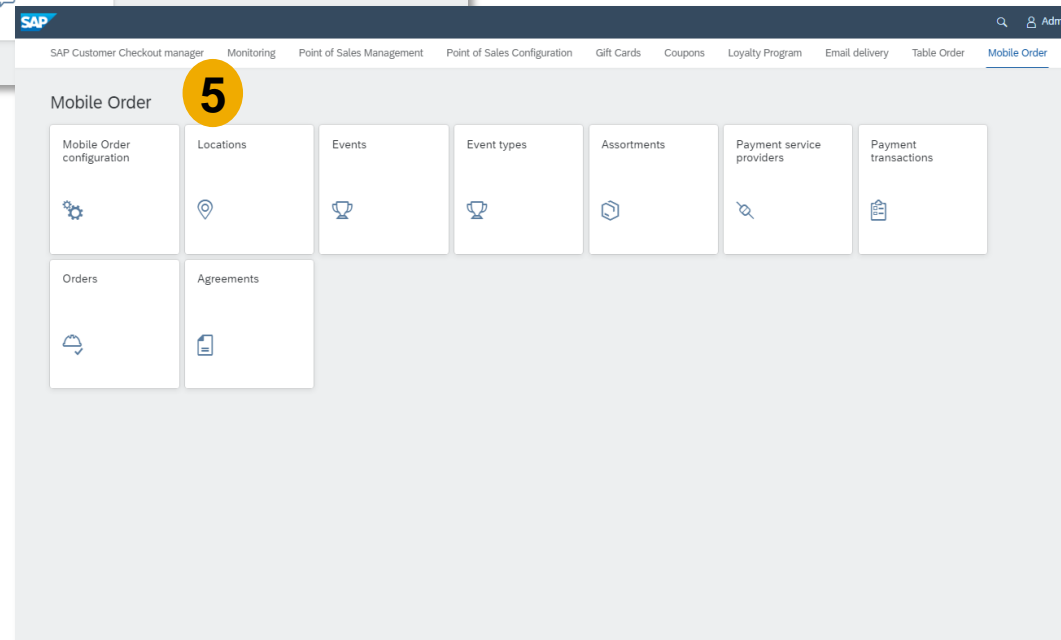 SAP
Adm
SAP Customer Checkout manager Monitoring Point of Sales Management Point of Sales Configuration Gift Cards Coupons Loyalty Program Email delivery Table Order Mobile Order
5
Mobile Order
Mobile Order
configuration
Locations
Events
Event types
Assortments
Payment service
providers
Payment
transactions
Orders
Agreements